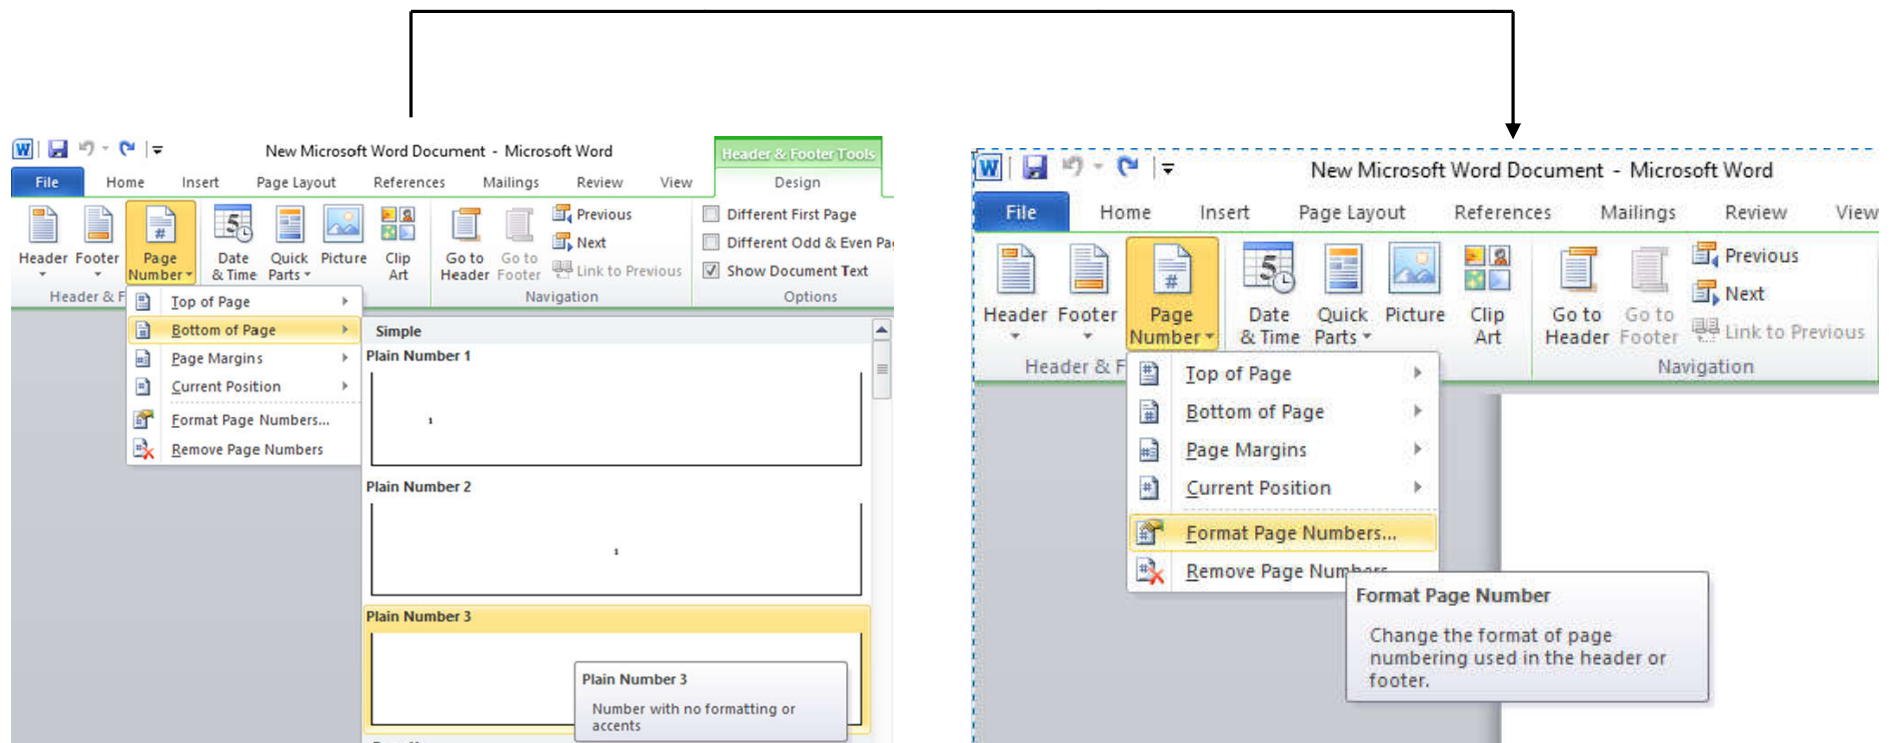 New Microsoft Word Document - Microsoft Word
Header & Footer Tools
File Home Insert Page Layout References Mailings Review View Design
Header Footer Page Number Date & Time Quick Parts Picture Clip Art Go to Header Go to Footer
Previous
Next
Link to Previous
Different First Page
Different Odd & Even Pa
Show Document Text
Header & F
Navigation
Options
Top of Page
Bottom of Page
Page Margins
Current Position
Format Page Numbers...
Remove Page Numbers
Simple
Plain Number 1
1
Plain Number 2
1
Plain Number 3
Plain Number 3
Number with no formatting or
accents
New Microsoft Word Document - Microsoft Word
File Home Insert Page Layout References Mailings Review View
Header Footer Page Number Date & Time Quick Parts Picture Clip Art Go to Header Go to Footer
Previous
Next
Link to Previous
Header & F
Navigation
Top of Page
Bottom of Page
Page Margins
Current Position
Format Page Numbers...
Remove Page Numbers
Format Page Number
Change the format of page
numbering used in the header or
footer.